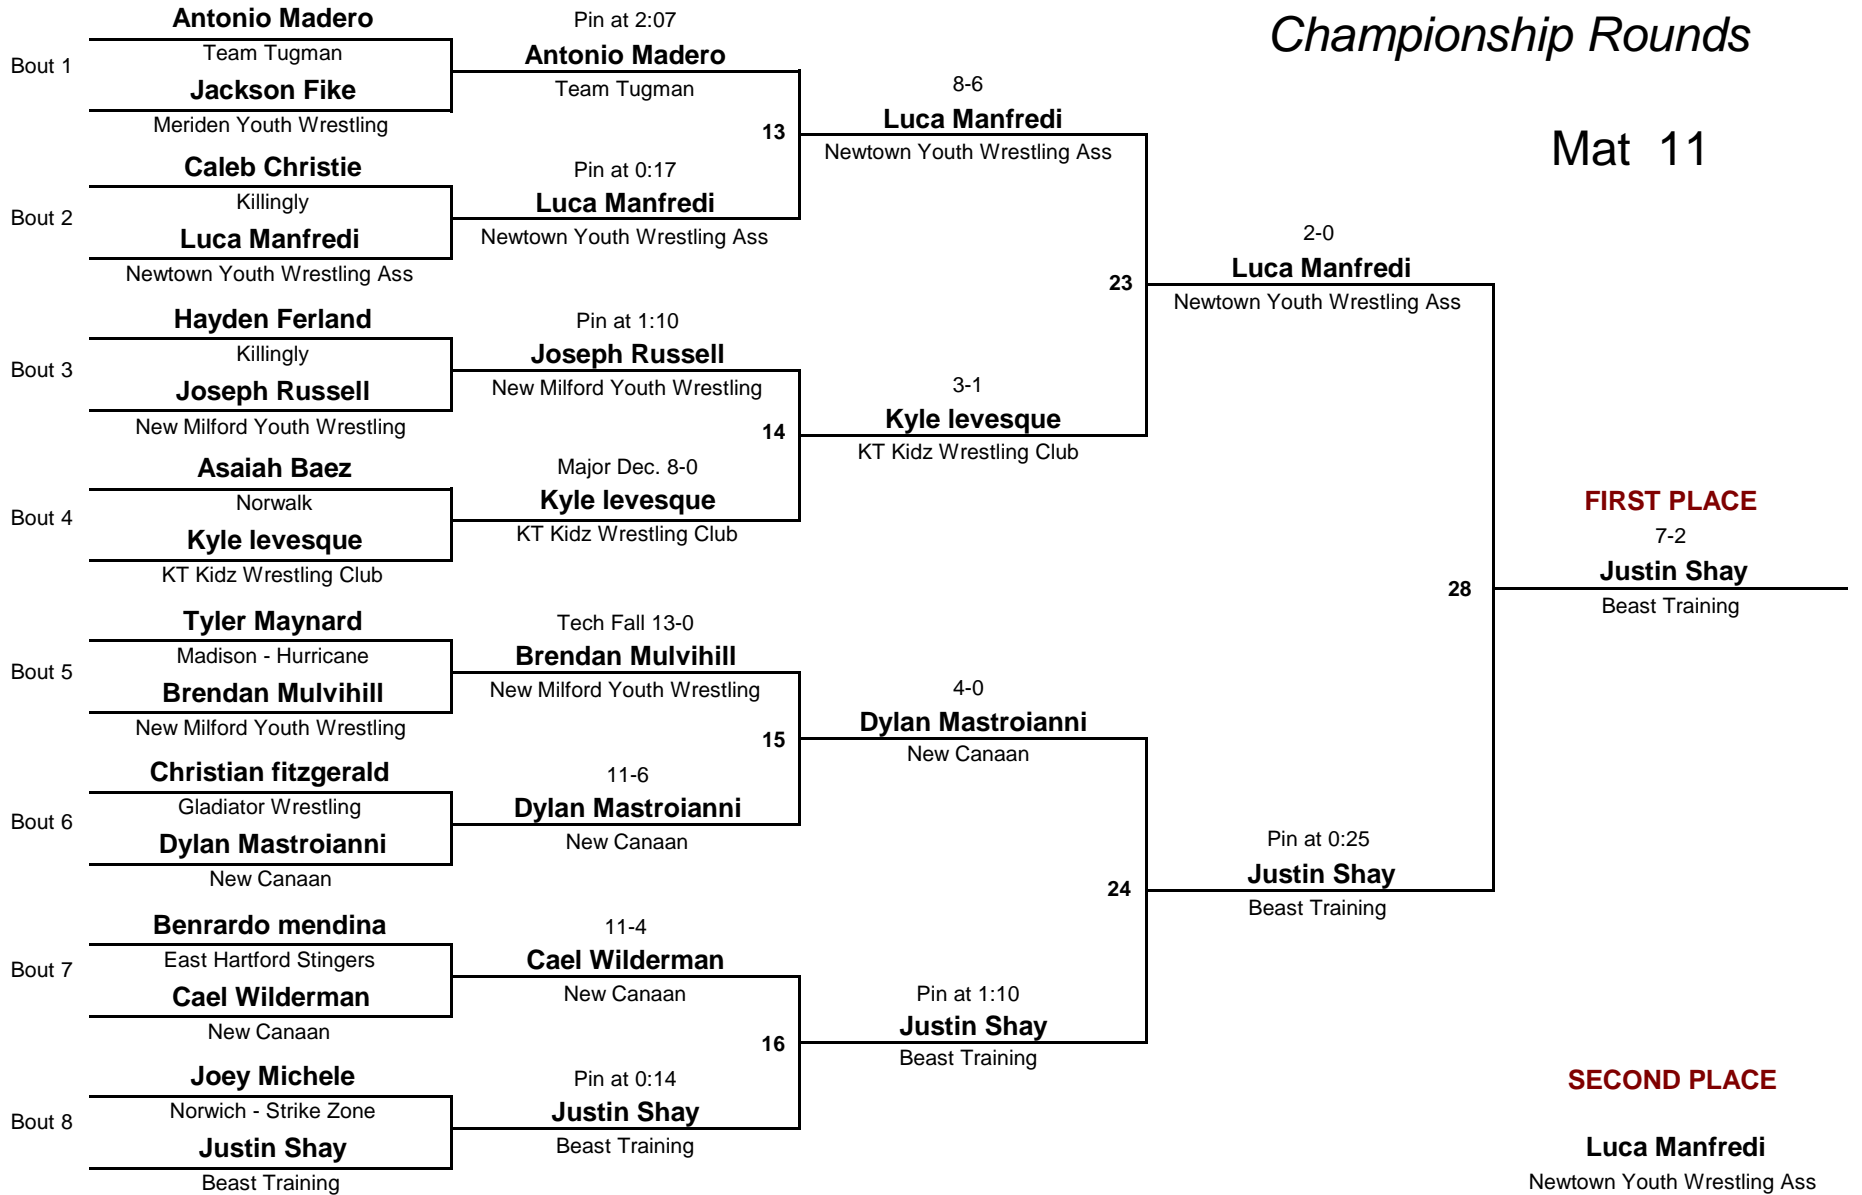 Championship Rounds
Mat 11
Bout 1
Antonio Madero
Team Tugman
Jackson Fike
Meriden Youth Wrestling
Bout 2
Caleb Christie
Killingly
Luca Manfredi
Newtown Youth Wrestling Ass
Bout 3
Hayden Ferland
Killingly
Joseph Russell
New Milford Youth Wrestling
Bout 4
Asaiah Baez
Norwalk
Kyle levesque
KT Kidz Wrestling Club
Bout 5
Tyler Maynard
Madison - Hurricane
Brendan Mulvihill
New Milford Youth Wrestling
Bout 6
Christian fitzgerald
Gladiator Wrestling
Dylan Mastroianni
New Canaan
Bout 7
Benrardo mendina
East Hartford Stingers
Cael Wilderman
New Canaan
Bout 8
Joey Michele
Norwich - Strike Zone
Justin Shay
Beast Training
Pin at 2:07
Antonio Madero
Team Tugman
13
Pin at 0:17
Luca Manfredi
Newtown Youth Wrestling Ass
Pin at 1:10
Joseph Russell
New Milford Youth Wrestling
14
Major Dec. 8-0
Kyle levesque
KT Kidz Wrestling Club
Tech Fall 13-0
Brendan Mulvihill
New Milford Youth Wrestling
15
11-6
Dylan Mastroianni
New Canaan
11-4
Cael Wilderman
New Canaan
16
Pin at 0:14
Justin Shay
Beast Training
8-6
Luca Manfredi
Newtown Youth Wrestling Ass
23
3-1
Kyle levesque
KT Kidz Wrestling Club
4-0
Dylan Mastroianni
New Canaan
24
Pin at 1:10
Justin Shay
Beast Training
2-0
Luca Manfredi
Newtown Youth Wrestling Ass
28
Pin at 0:25
Justin Shay
Beast Training
FIRST PLACE
7-2
Justin Shay
Beast Training
SECOND PLACE
Luca Manfredi
Newtown Youth Wrestling Ass